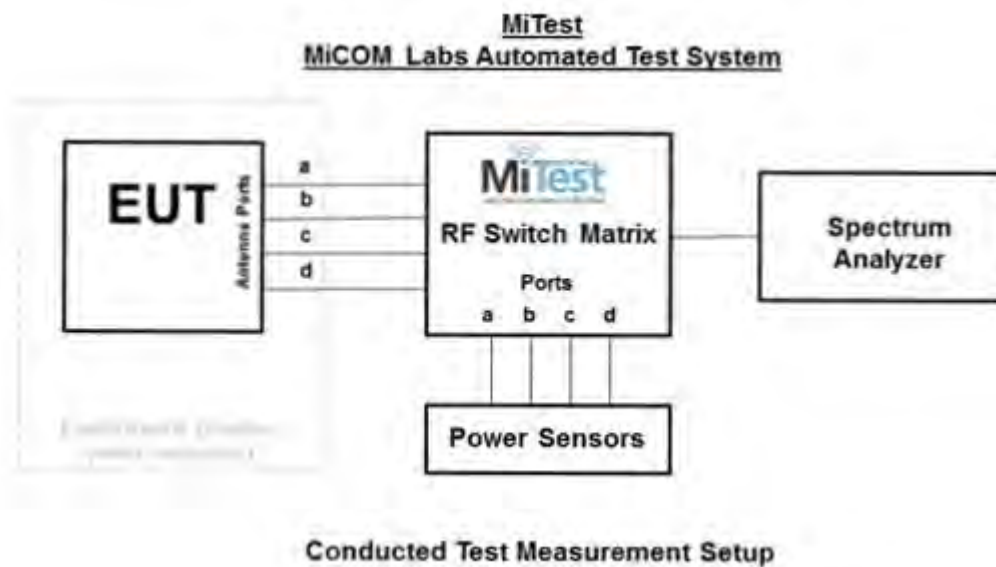 MiTest
MiCOM Labs Automated Test System
EUT
Antenna Ports
a
b
c
d
MiTest
RF Switch Matrix
Ports
a b c d
Spectrum
Analyzer
Power Sensors
Conducted Test Measurement Setup